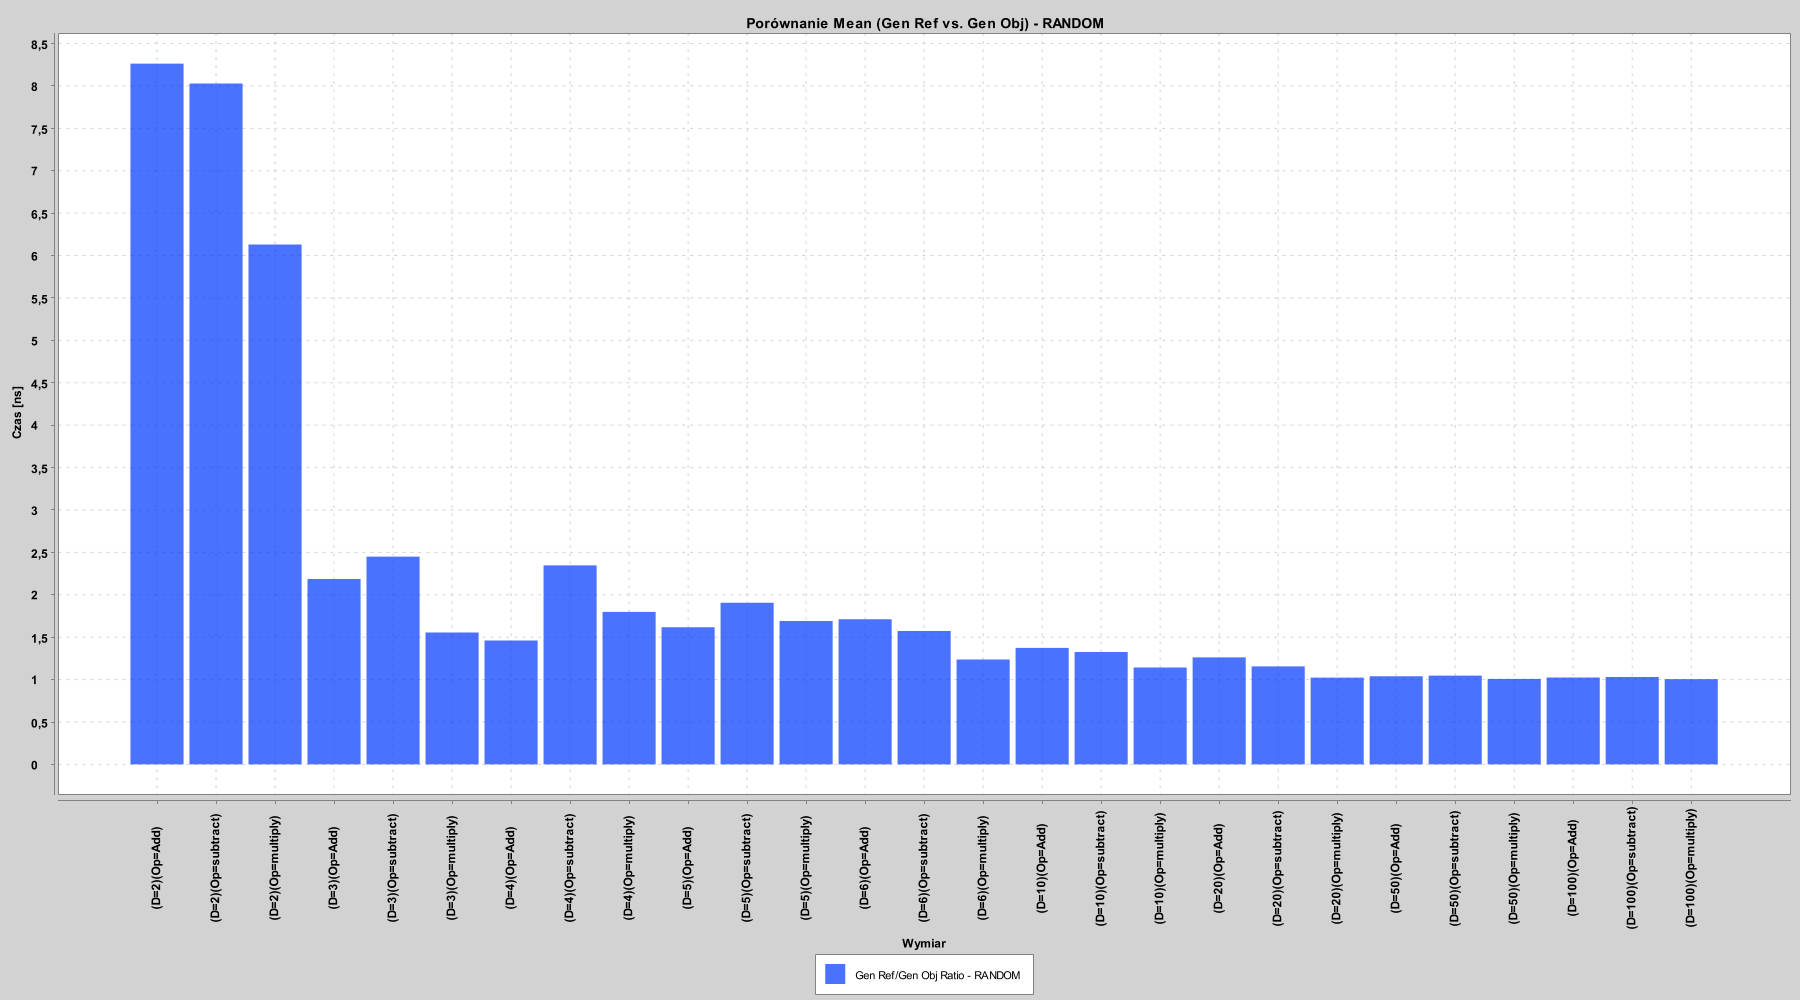 Porównanie Mean (Gen Ref vs. Gen Obj) - RANDOM
8,5
8
7,5
7
6,5
6
5,5
5
4,5
4
3,5
3
2,5
2
1,5
1
0,5
0
Czas [ns]
(D=2)(Op=Add)
(D=2)(Op=subtract)
(D=2)(Op=multiply)
(D=3)(Op=Add)
(D=3)(Op=subtract)
(D=3)(Op=multiply)
(D=4)(Op=Add)
(D=4)(Op=subtract)
(D=4)(Op=multiply)
(D=5)(Op=Add)
(D=5)(Op=subtract)
(D=5)(Op=multiply)
(D=6)(Op=Add)
(D=6)(Op=subtract)
(D=6)(Op=multiply)
(D=10)(Op=Add)
(D=10)(Op=subtract)
(D=10)(Op=multiply)
(D=20)(Op=Add)
(D=20)(Op=subtract)
(D=20)(Op=multiply)
(D=50)(Op=Add)
(D=50)(Op=subtract)
(D=50)(Op=multiply)
(D=100)(Op=Add)
(D=100)(Op=subtract)
(D=100)(Op=multiply)
Wymiar
Gen Ref/Gen Obj Ratio - RANDOM